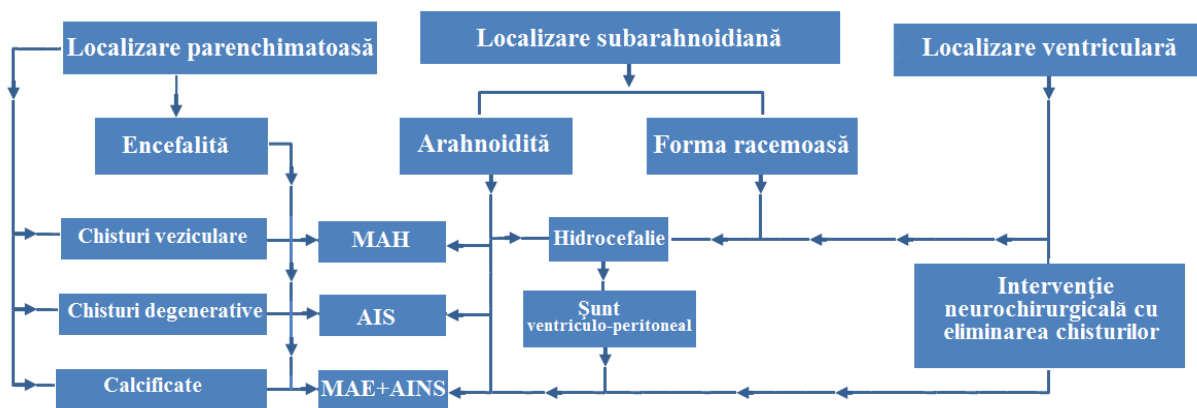 Localizare parenchimatoasă
Localizare subarahnoidiană
Localizare ventriculară
Encefalită
Arahnoidită
Forma racemoasă
Chisturi veziculare
MAH
Hidrocefalie
Chisturi degenerative
AIS
Şunt
ventriculo-peritoneal
Intervenţie
neurochirurgicală cu
eliminarea chisturilor
Calcificate
MAE+AINS